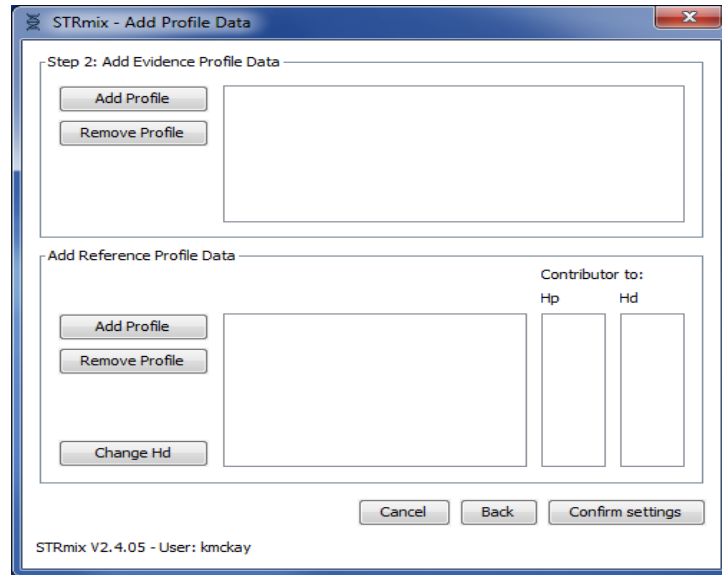 STRmix - Add Profile Data
Step 2: Add Evidence Profile Data
Add Profile
Remove Profile
Add Reference Profile Data
Contributor to:
Hp Hd
Add Profile
Remove Profile
Change Hd
Cancel Back Confirm settings
STRmix V2.4.05 - User: kmckay